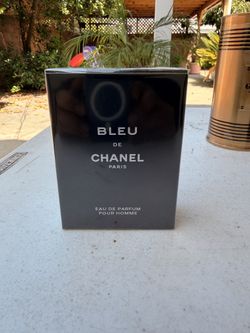 BLEU
DE
CHANEL
PARIS
EAU DE PARFUM
POUR HOMME